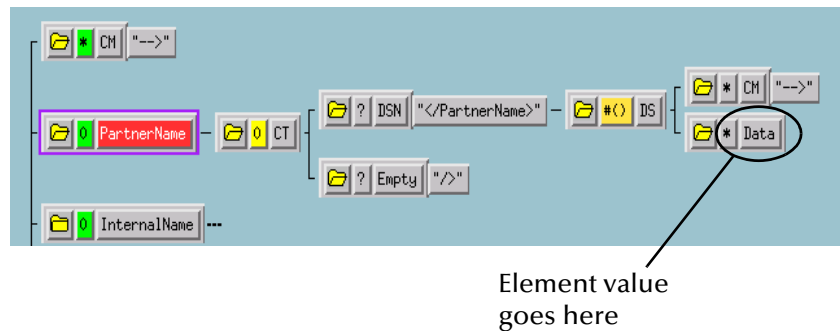 * CM "-->"
? DSN "</PartnerName>" #() DS * CM "-->"
0 PartnerName 0 CT * Data
? Empty "/>"
0 InternalName
Element value
goes here